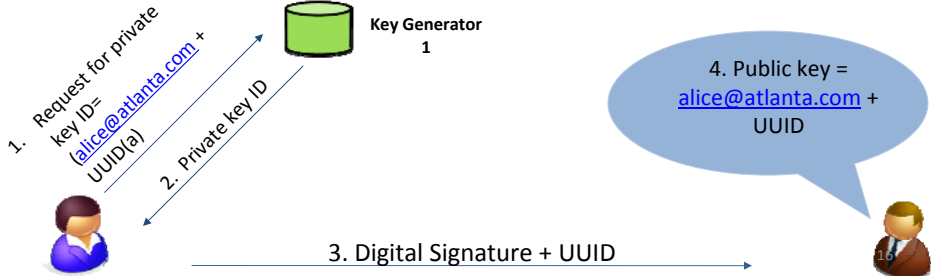 1. Request for private
key ID=
(alice@atlanta.com +
UUID(a)
2. Private key ID
Key Generator
1
4. Public key =
alice@atlanta.com +
UUID
3. Digital Signature + UUID
16